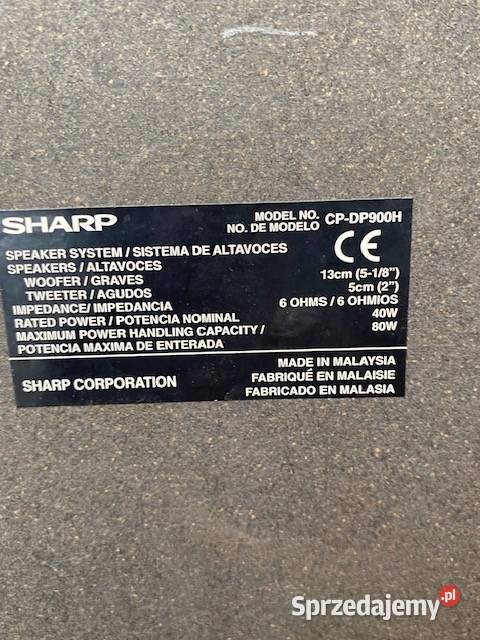 SHARP MODEL NO. CP-DP900H
NO. DE MODELO
SPEAKER SYSTEM / SISTEMA DE ALTAVOCES CE
SPEAKERS / ALTAVOCES
WOOFER / GRAVES 13cm (5-1/8")
TWEETER / AGUDOS 5cm (2")
IMPEDANCE/ IMPEDANCIA 6 OHMS / 6 OHMIOS
RATED POWER / POTENCIA NOMINAL 40W
MAXIMUM POWER HANDLING CAPACITY / 80W
POTENCIA MAXIMA DE ENTERADA
SHARP CORPORATION
MADE IN MALAYSIA
FABRIQUÉ EN MALAISIE
FABRICADO EN MALASIA
Sprzedajemy.pl